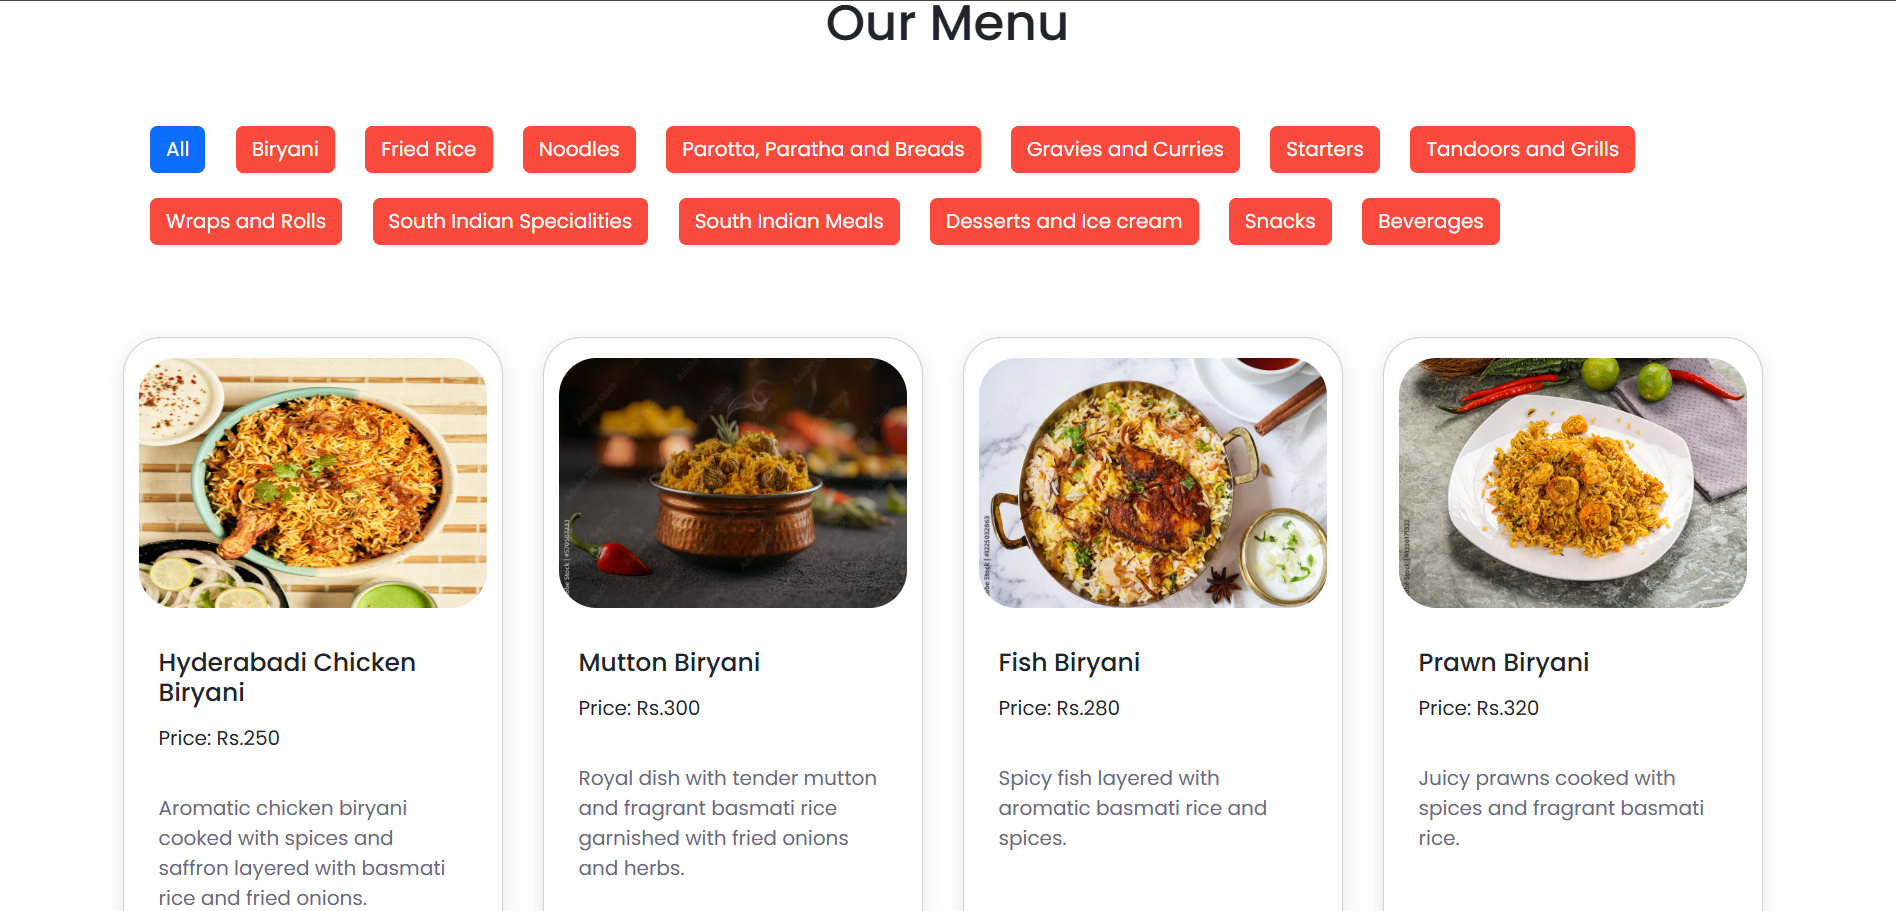 Our Menu
All Biryani Fried Rice Noodles Parotta, Paratha and Breads Gravies and Curries Starters Tandoors and Grills
Wraps and Rolls South Indian Specialities South Indian Meals Desserts and Ice cream Snacks Beverages
Hyderabadi Chicken
Biryani
Price: Rs.250
Aromatic chicken biryani
cooked with spices and
saffron layered with basmati
rice and fried onions.
Mutton Biryani
Price: Rs.300
Royal dish with tender mutton
and fragrant basmati rice
garnished with fried onions
and herbs.
Fish Biryani
Price: Rs.280
Spicy fish layered with
aromatic basmati rice and
spices.
Prawn Biryani
Price: Rs.320
Juicy prawns cooked with
spices and fragrant basmati
rice.